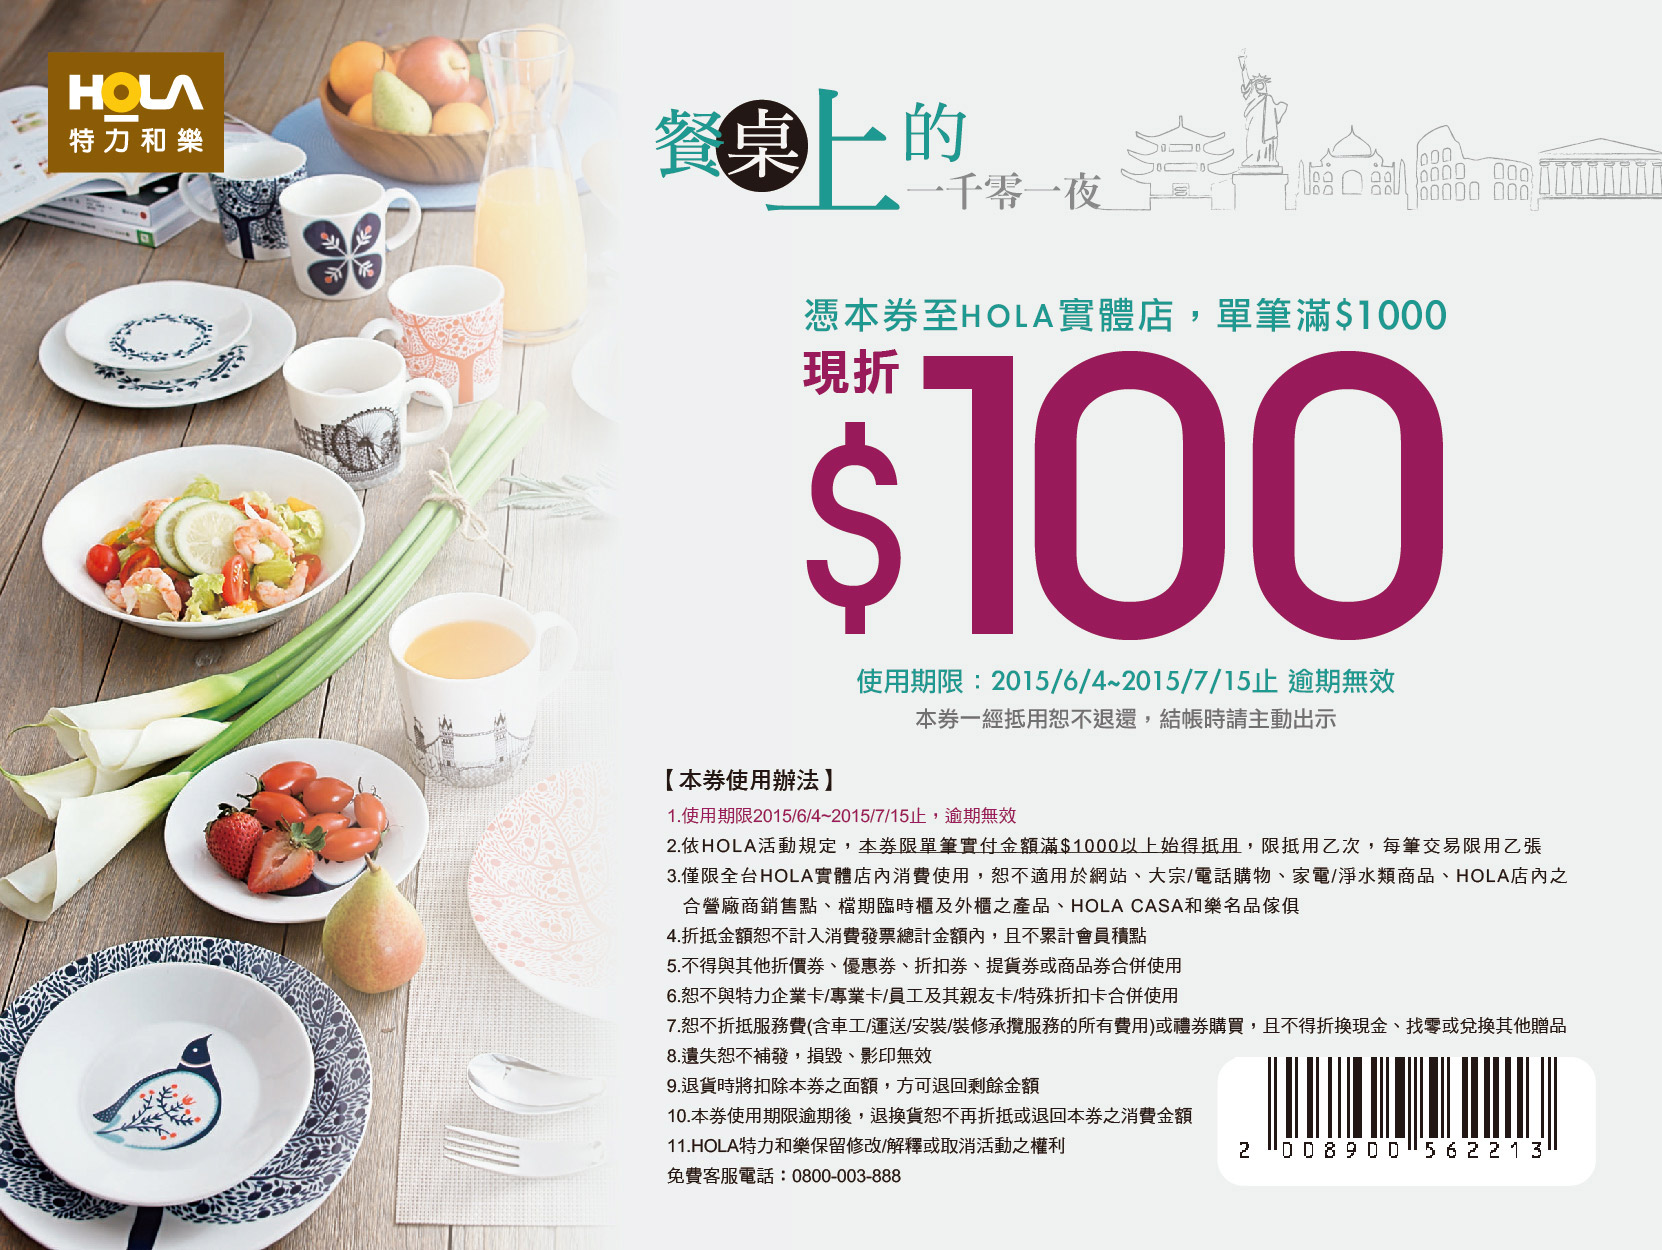 HOLA
特力和樂
餐桌上的
一千零一夜
憑本券至HOLA實體店，單筆滿$1000
現折
$100
使用期限：2015/6/4~2015/7/15止 逾期無效
本券一經抵用恕不退還，結帳時請主動出示
【本券使用辦法】
1.使用期限2015/6/4~2015/7/15止，逾期無效
2.依HOLA活動規定，本券限單筆實付金額滿$1000以上始得抵用，限抵用乙次，每筆交易限用乙張
3.僅限全台HOLA實體店內消費使用，恕不適用於網站、大宗/電話購物、家電/淨水類商品、HOLA店內之
合營廠商銷售點、檔期臨時櫃及外櫃之產品、HOLA CASA和樂名品傢俱
4.折抵金額恕不計入消費發票總計金額內，且不累計會員積點
5.不得與其他折價券、優惠券、折扣券、提貨券或商品券合併使用
6.恕不與特力企業卡/專業卡/員工及其親友卡/特殊折扣卡合併使用
7.恕不折抵服務費(含車工/運送/安裝/裝修承攬服務的所有費用)或禮券購買，且不得折換現金、找零或兌換其他贈品
8.遺失恕不補發，損毀、影印無效
9.退貨時將扣除本券之面額，方可退回剩餘金額
10.本券使用期限逾期後，退換貨恕不再折抵或退回本券之消費金額
11.HOLA特力和樂保留修改/解釋或取消活動之權利
免費客服電話：0800-003-888
2 008900 562213